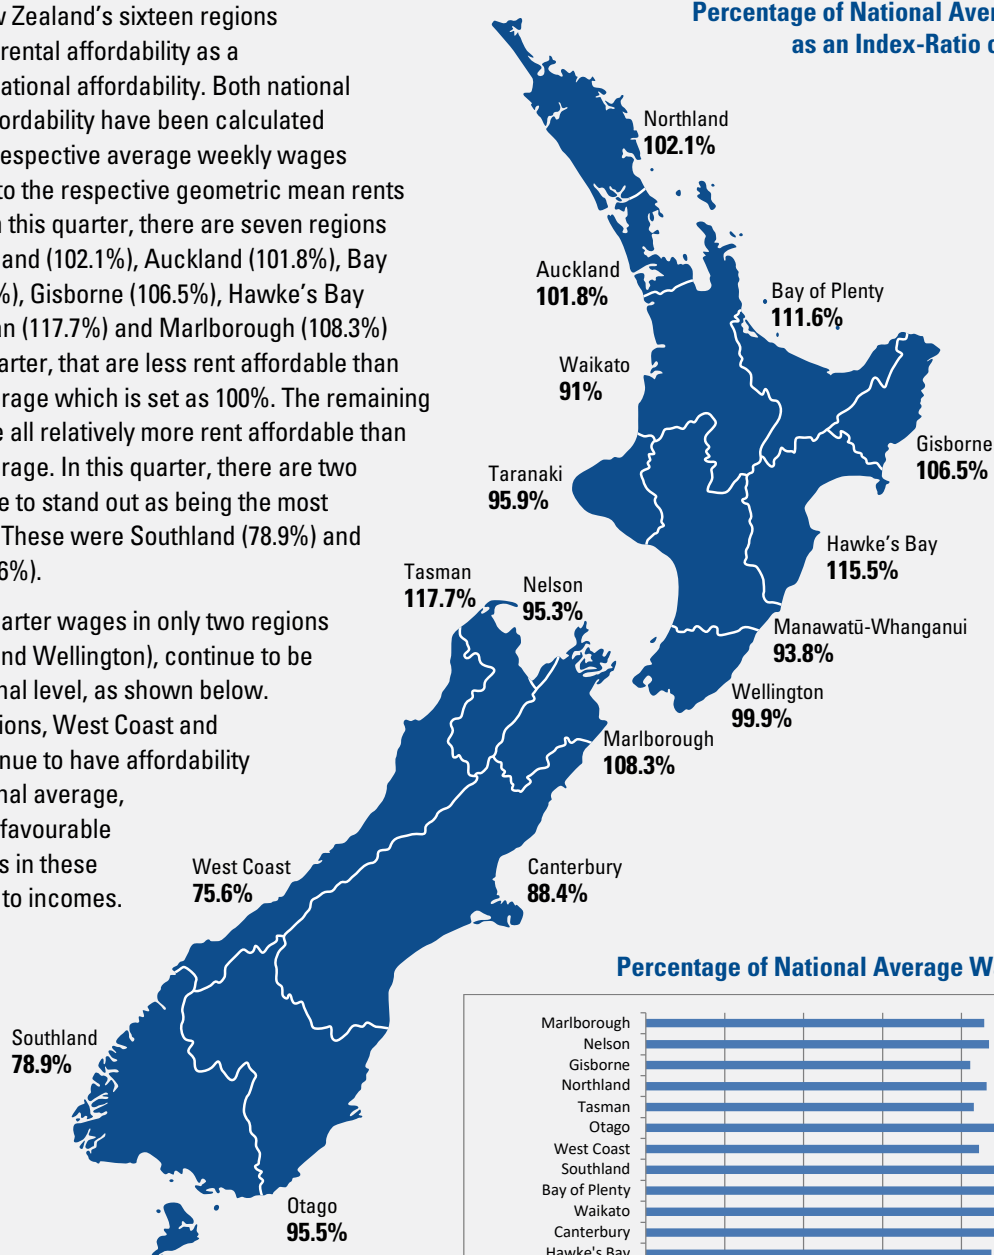 w Zealand’s sixteen regions
rental affordability as a
ational affordability. Both national
ordability have been calculated
espective average weekly wages
to the respective geometric mean rents
n this quarter, there are seven regions
and (102.1%), Auckland (101.8%), Bay
%), Gisborne (106.5%), Hawke’s Bay
n (117.7%) and Marlborough (108.3%)
arter, that are less rent affordable than
rage which is set as 100%. The remaining
e all relatively more rent affordable than
rage. In this quarter, there are two
e to stand out as being the most
These were Southland (78.9%) and
6%).
arter wages in only two regions
nd Wellington), continue to be
nal level, as shown below.
ions, West Coast and
nue to have affordability
nal average,
favourable
s in these
to incomes.
Percentage of National Aver
as an Index-Ratio o
Northland
102.1%
Auckland
101.8%
Bay of Plenty
111.6%
Waikato
91%
Gisborne
106.5%
Taranaki
95.9%
Hawke’s Bay
115.5%
Tasman
117.7%
Nelson
95.3%
Manawatū-Whanganui
93.8%
Wellington
99.9%
Marlborough
108.3%
West Coast
75.6%
Canterbury
88.4%
Southland
78.9%
Otago
95.5%
Percentage of National Average W
Marlborough
Nelson
Gisborne
Northland
Tasman
Otago
West Coast
Southland
Bay of Plenty
Waikato
Canterbury
Hawke's Bay